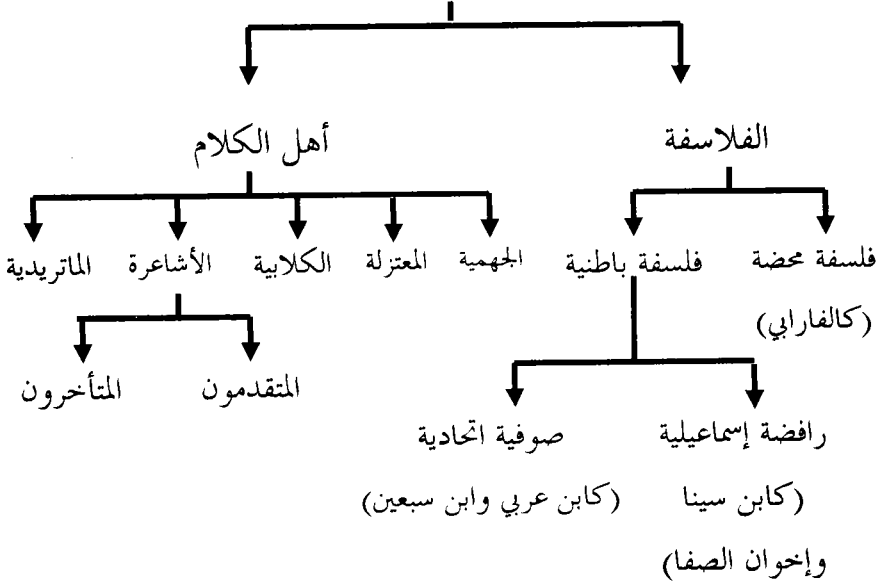 الفلاسفة
أهل الكلام
فلسفة محضة
(كالفارابي)
فلسفة باطنية
الجهمية
المعتزلة
الكلابية
الأشاعرة
الماتريدية
رافضة إسماعيلية
(كابن سينا
وإخوان الصفا)
صوفية اتحادية
(كابن عربي وابن سبعين)
المتقدمون
المتأخرون